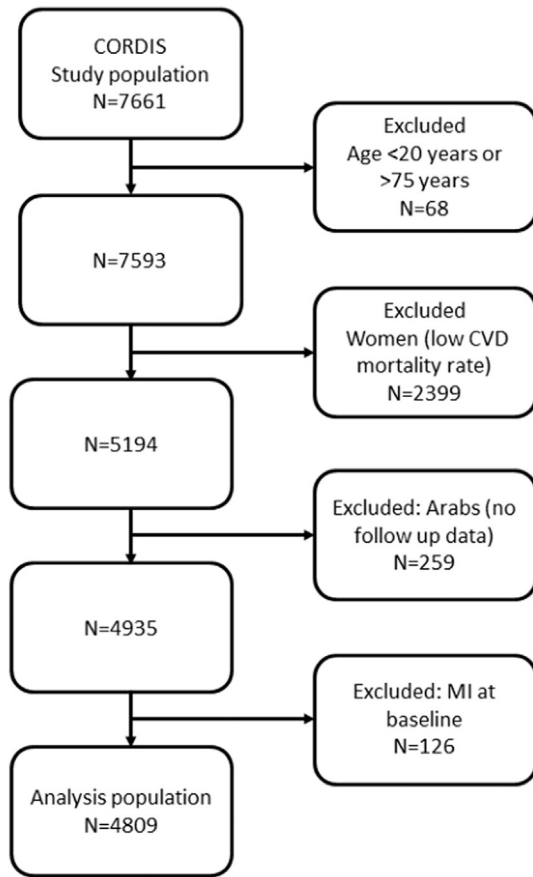 CORDIS
Study population
N=7661
Excluded
Age <20 years or
>75 years
N=68
N=7593
Excluded
Women (low CVD
mortality rate)
N=2399
N=5194
Excluded: Arabs (no
follow up data)
N=259
N=4935
Excluded: MI at
baseline
N=126
Analysis population
N=4809